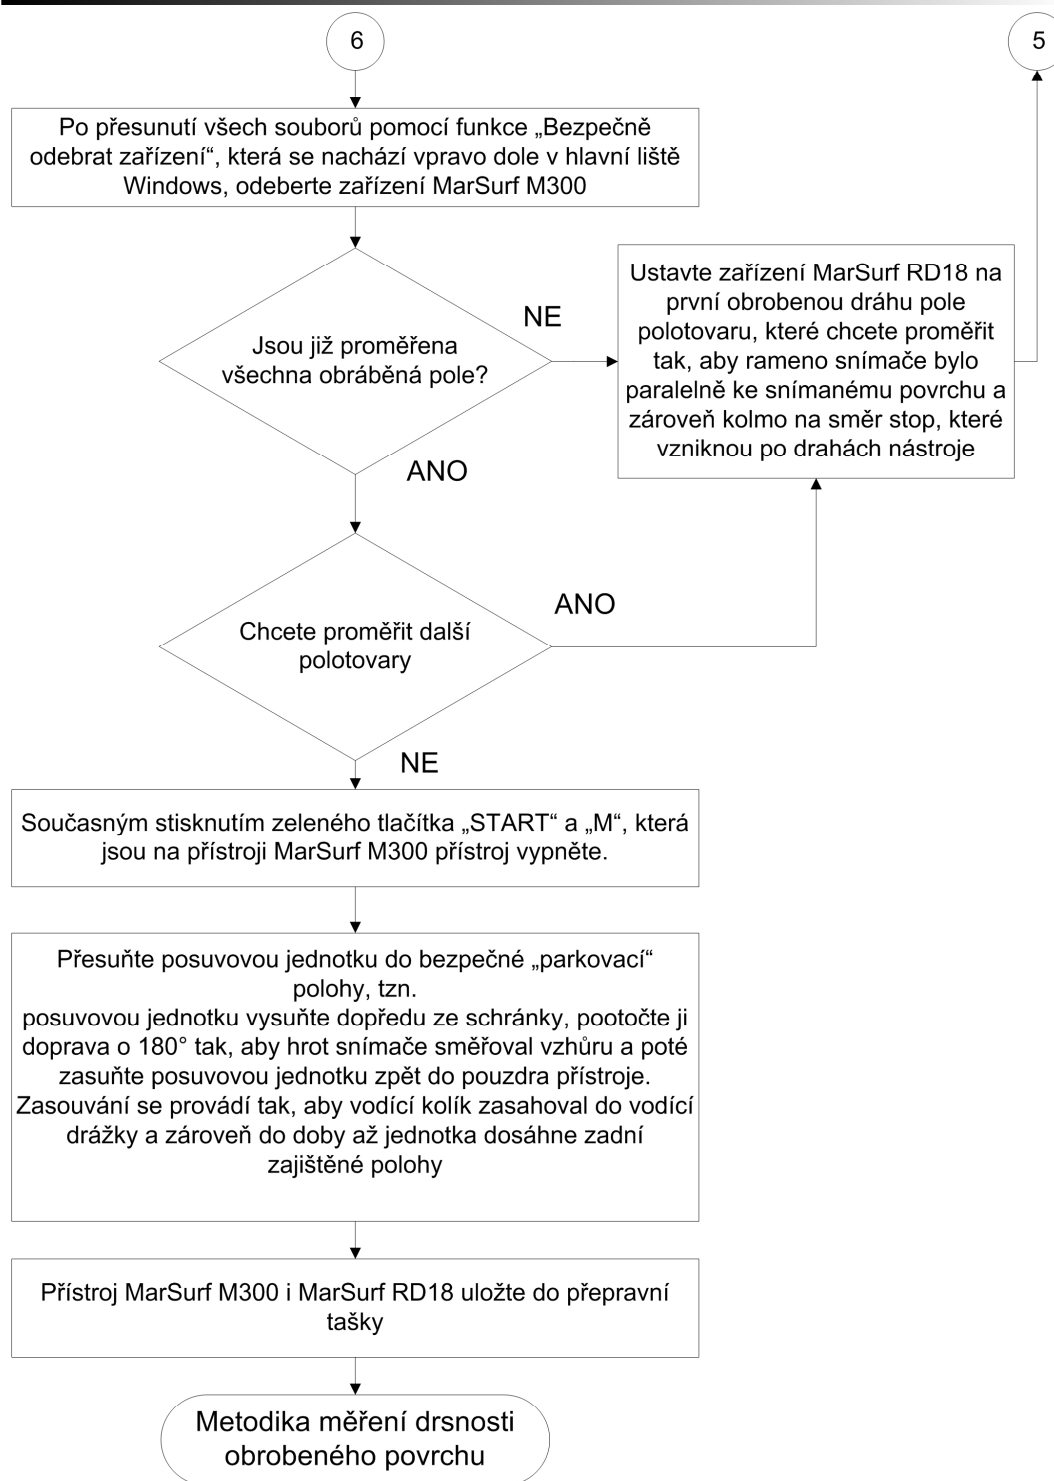 6
5
Po přesunutí všech souborů pomocí funkce „Bezpečně
odebrat zařízení“, která se nachází vpravo dole v hlavní liště
Windows, odeberte zařízení MarSurf M300
Ustavte zařízení MarSurf RD18 na
první obrobenou dráhu pole
polotovaru, které chcete proměřit
tak, aby rameno snímače bylo
paralelně ke snímanému povrchu a
zároveň kolmo na směr stop, které
vzniknou po drahách nástroje
NE
Jsou již proměřena
všechna obráběná pole?
ANO
ANO
Chcete proměřit další
polotovary
NE
Současným stisknutím zeleného tlačítka „START“ a „M“, která
jsou na přístroji MarSurf M300 přístroj vypněte.
Přesuňte posuvovou jednotku do bezpečné „parkovací“
polohy, tzn.
posuvovou jednotku vysuňte dopředu ze schránky, pootočte ji
doprava o 180° tak, aby hrot snímače směřoval vzhůru a poté
zasuňte posuvovou jednotku zpět do pouzdra přístroje.
Zasouvání se provádí tak, aby vodící kolík zasahoval do vodící
drážky a zároveň do doby až jednotka dosáhne zadní
zajištěné polohy
Přístroj MarSurf M300 i MarSurf RD18 uložte do přepravní
tašky
Metodika měření drsnosti
obrobeného povrchu